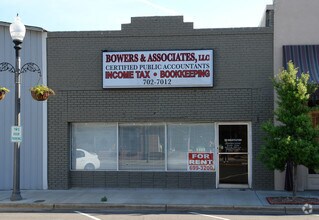 BOWERS & ASSOCIATES, LLC
CERTIFIED PUBLIC ACCOUNTANTS
INCOME TAX • BOOKKEEPING
702-7012
FOR
RENT